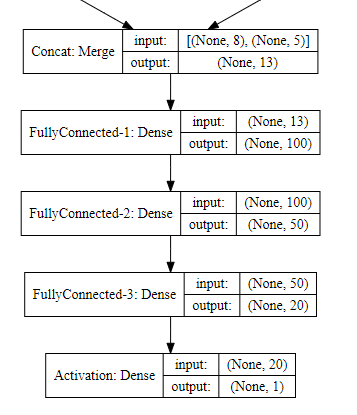 Concat: Merge
input: [(None, 8), (None, 5)]
output: (None, 13)
FullyConnected-1: Dense
input: (None, 13)
output: (None, 100)
FullyConnected-2: Dense
input: (None, 100)
output: (None, 50)
FullyConnected-3: Dense
input: (None, 50)
output: (None, 20)
Activation: Dense
input: (None, 20)
output: (None, 1)